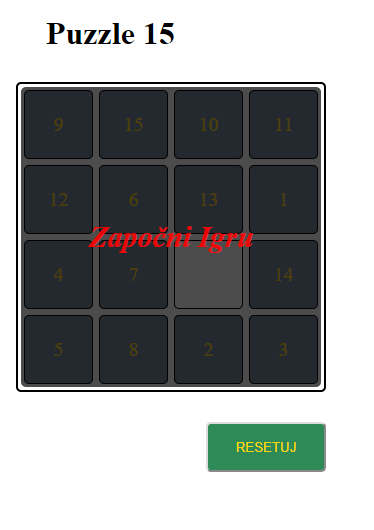 Puzzle 15
9 15 10 11
12 6 13 1
Započni Igru
4 7 14
5 8 2 3
RESETUJ